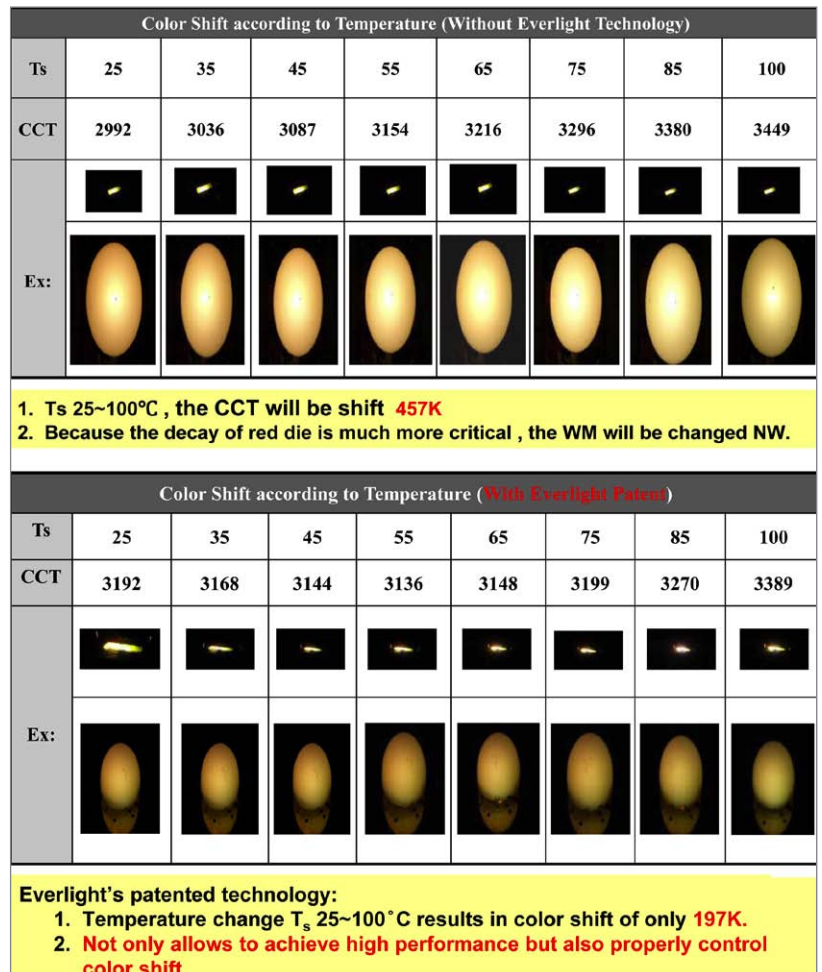 Color Shift according to Temperature (Without Everlight Technology)
Ts 25 35 45 55 65 75 85 100
CCT 2992 3036 3087 3154 3216 3296 3380 3449
Ex:
1. Ts 25~100℃ , the CCT will be shift 457K
2. Because the decay of red die is much more critical , the WM will be changed NW.
Color Shift according to Temperature (With Everlight Patent)
Ts 25 35 45 55 65 75 85 100
CCT 3192 3168 3144 3136 3148 3199 3270 3389
Ex:
Everlight's patented technology:
1. Temperature change Ts 25~100°C results in color shift of only 197K.
2. Not only allows to achieve high performance but also properly control
color shift